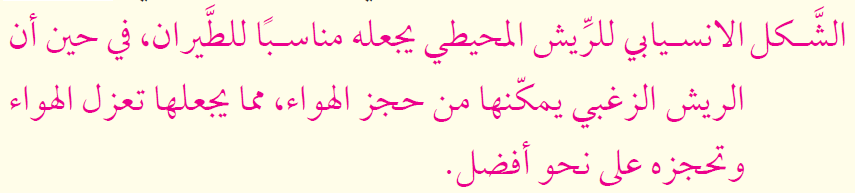 الشَّكل الانسيابي للرِّيش المحيطي يجعله مناسبًا للطَّيران، في حين أن
الريش الزغبي يمكّنها من حجز الهواء، مما يجعلها تعزل الهواء
وتحجزه على نحو أفضل.